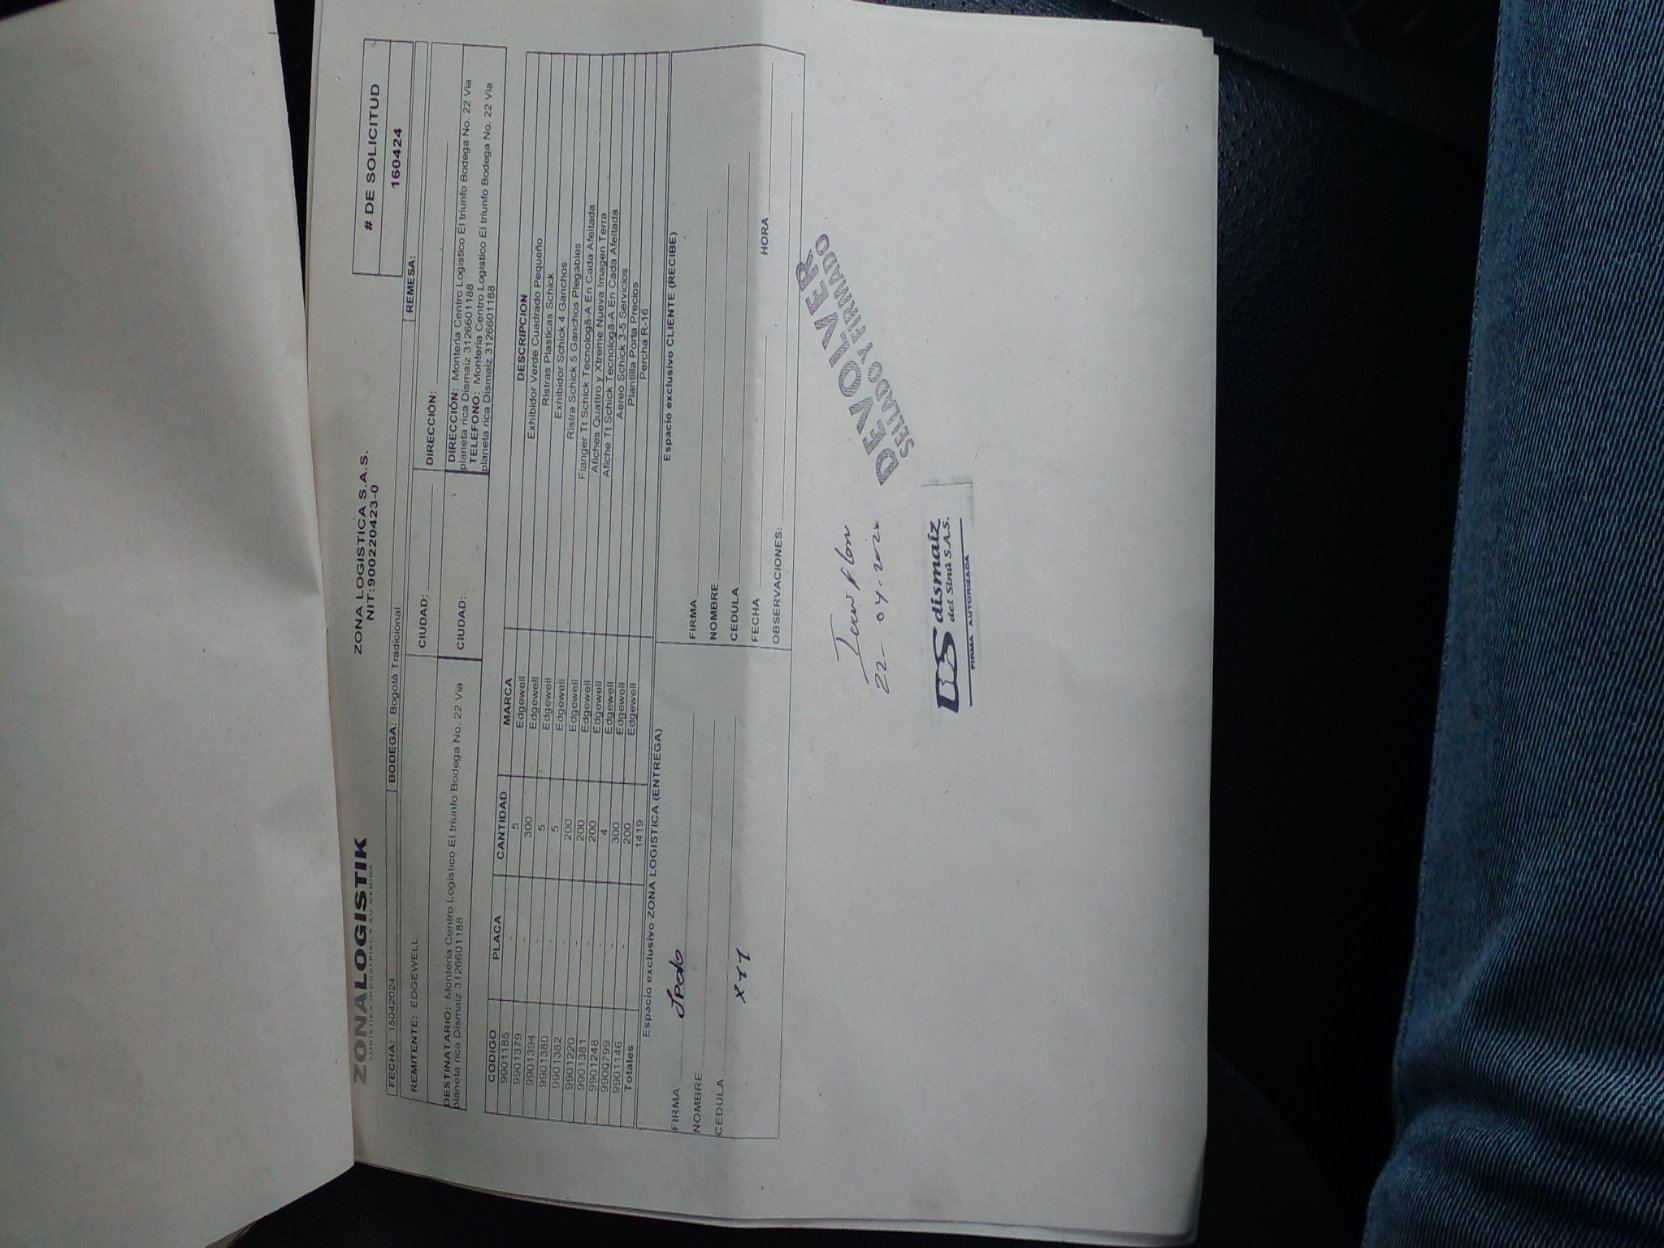 ZONALOGISTIK
ZONA LOGISTICA S.A.S.
NIT:900220423-0
# DE SOLICITUD
160424
FECHA: 15042024
BODEGA: Bogotá Tradicional
REMESA:
REMITENTE: EDGEWELL
CIUDAD:
DIRECCIÓN:
DESTINATARIO: Montería Centro Logistico El triunfo Bodega No. 22 Via
planeta rica Dismaiz 3126601188
CIUDAD:
DIRECCIÓN: Montería Centro Logistico El triunfo Bodega No. 22 Via
planeta rica Dismaiz 3126601188
TELEFONO: Montería Centro Logistico El triunfo Bodega No. 22 Via
planeta rica Dismaiz 3126601188
CODIGO PLACA CANTIDAD MARCA DESCRIPCION
9901185 - 5 Edgewell Exhibidor Verde Cuadrado Pequeño
9901379 - 300 Edgewell Ristras Plasticas Schick
9901394 - 5 Edgewell Exhibidor Schick 4 Ganchos
9901380 - 5 Edgewell Ristra Schick 5 Ganchos Plegables
9901382 - 200 Edgewell Flanger Tt Schick Tecnologã-A En Cada Afeitada
9901220 - 200 Edgewell Afiches Quattro y Xtreme Nueva Imagen Terra
9901381 - 200 Edgewell Afiche Tt Schick Tecnologã-A En Cada Afeitada
9901248 - 4 Edgewell Aereo Schick 3-5 Servicios
9900799 - 300 Edgewell Plantilla Porta Precios
9901146 - 200 Edgewell Percha R-16
Totales 1419
Espacio exclusivo ZONA LOGISTICA (ENTREGA)
Espacio exclusivo CLIENTE (RECIBE)
FIRMA
NOMBRE
CEDULA
FIRMA
NOMBRE
CEDULA
FECHA
HORA
OBSERVACIONES:
DEVOLVER
SELLADO Y FIRMADO
DS dismaiz
del Sinú S.A.S.
FIRMA AUTORIZADA